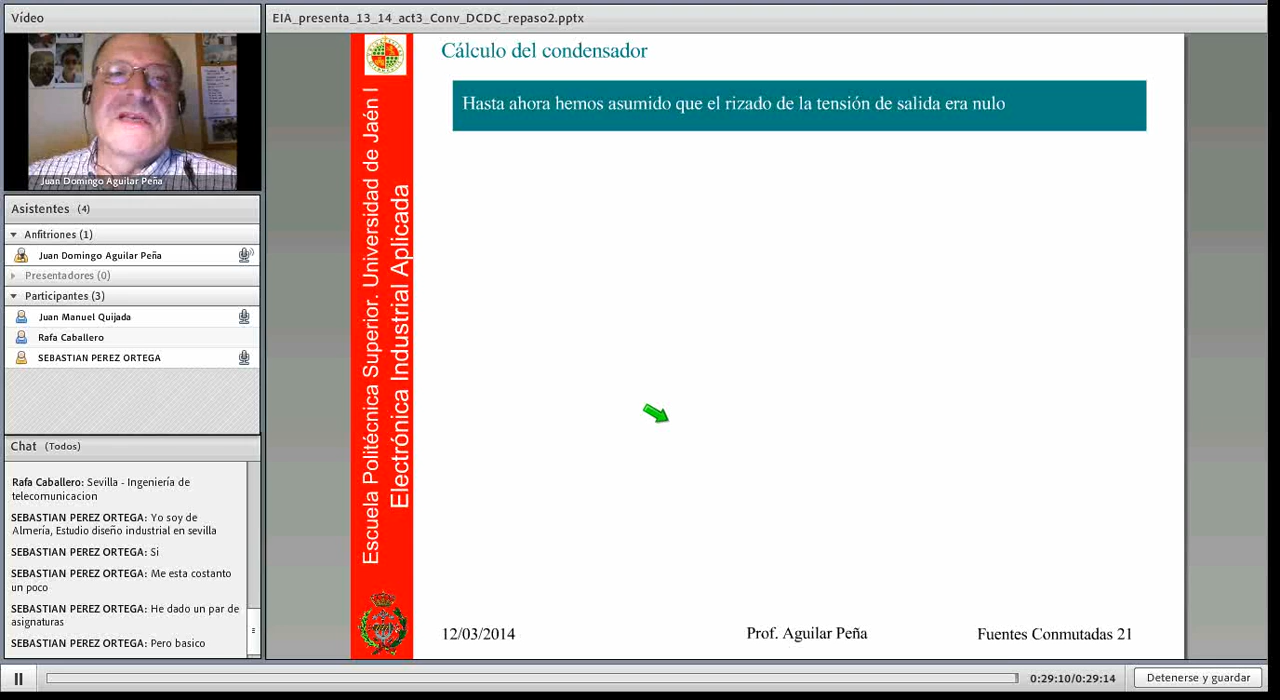 Vídeo
Juan Domingo Aguilar Peña
Asistentes (4)
Anfitriones (1)
Juan Domingo Aguilar Peña
Presentadores (0)
Participantes (3)
Juan Manuel Quijada
Rafa Caballero
SEBASTIAN PEREZ ORTEGA
Chat (Todos)
Rafa Caballero: Sevilla - Ingeniería de
telecomunicacion
SEBASTIAN PEREZ ORTEGA: Yo soy de
Almería, Estudio diseño industrial en sevilla
SEBASTIAN PEREZ ORTEGA: Si
SEBASTIAN PEREZ ORTEGA: Me esta costanto
un poco
SEBASTIAN PEREZ ORTEGA: He dado un par de
asignaturas
SEBASTIAN PEREZ ORTEGA: Pero basico
EIA_presenta_13_14_act3_Conv_DCDC_repaso2.pptx
Escuela Politécnica Superior. Universidad de Jaén I
Electrónica Industrial Aplicada
Cálculo del condensador
Hasta ahora hemos asumido que el rizado de la tensión de salida era nulo
12/03/2014
Prof. Aguilar Peña
Fuentes Conmutadas 21
0:29:10/0:29:14
Detenerse y guardar